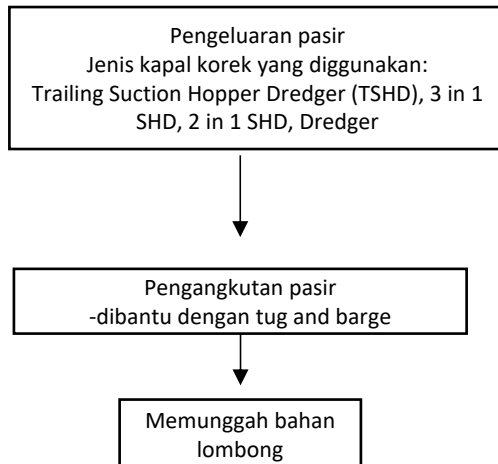 Pengeluaran pasir
Jenis kapal korek yang diggunakan:
Trailing Suction Hopper Dredger (TSHD), 3 in 1
SHD, 2 in 1 SHD, Dredger
Pengangkutan pasir
-dibantu dengan tug and barge
Memunggah bahan
lombong